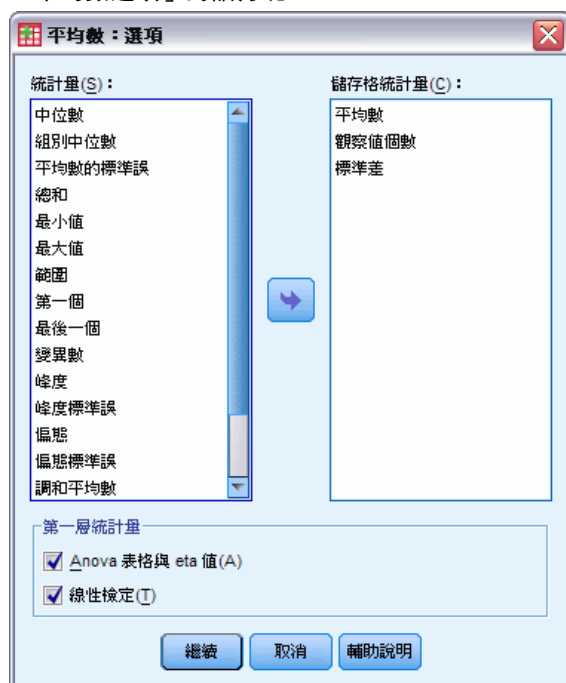 平均數：選項
統計量(S)：
中位數
組別中位數
平均數的標準誤
總和
最小值
最大值
範圍
第一個
最後一個
變異數
峰度
峰度標準誤
偏態
偏態標準誤
調和平均數
儲存格統計量(C)：
平均數
觀察值個數
標準差
第一層統計量
Anova 表格與 eta 值(A)
線性檢定(T)
繼續
取消
輔助說明